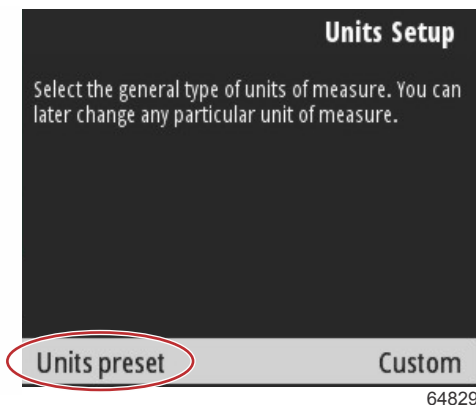 Units Setup
Select the general type of units of measure. You can
later change any particular unit of measure.
Units preset Custom
64829